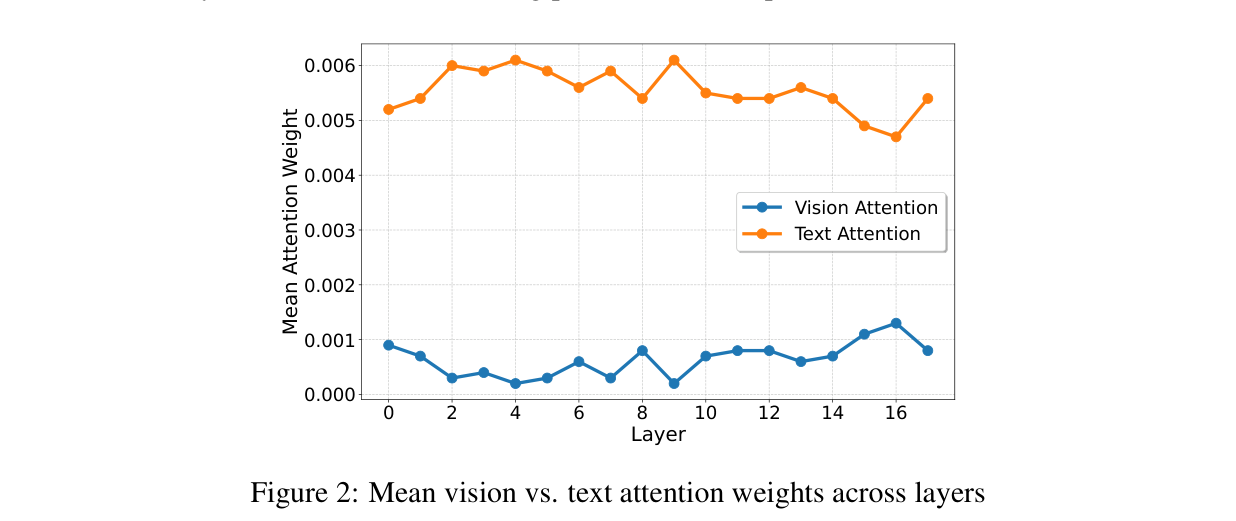 0.006
0.005
0.004
0.003
0.002
0.001
0.000
Mean Attention Weight
Vision Attention
Text Attention
0 2 4 6 8 10 12 14 16
Layer
Figure 2: Mean vision vs. text attention weights across layers